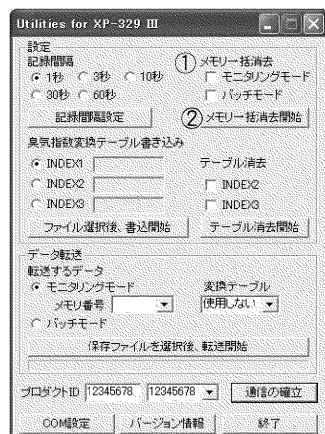 Utilities for XP-329 III
設定
記録間隔
1秒 3秒 10秒
30秒 60秒
記録間隔設定
① メモリー括消去
モニタリングモード
バッチモード
② メモリー括消去開始
臭気指数変換テーブル書き込み
INDEX1
INDEX2
INDEX3
ファイル選択後、書込開始
テーブル消去
INDEX2
INDEX3
テーブル消去開始
データ転送
転送するデータ
モニタリングモード
メモリ番号
バッチモード
変換テーブル
使用しない
保存ファイルを選択後、転送開始
プロダクトID 12345678 12345678 通信の確立
COM設定 バージョン情報 終了